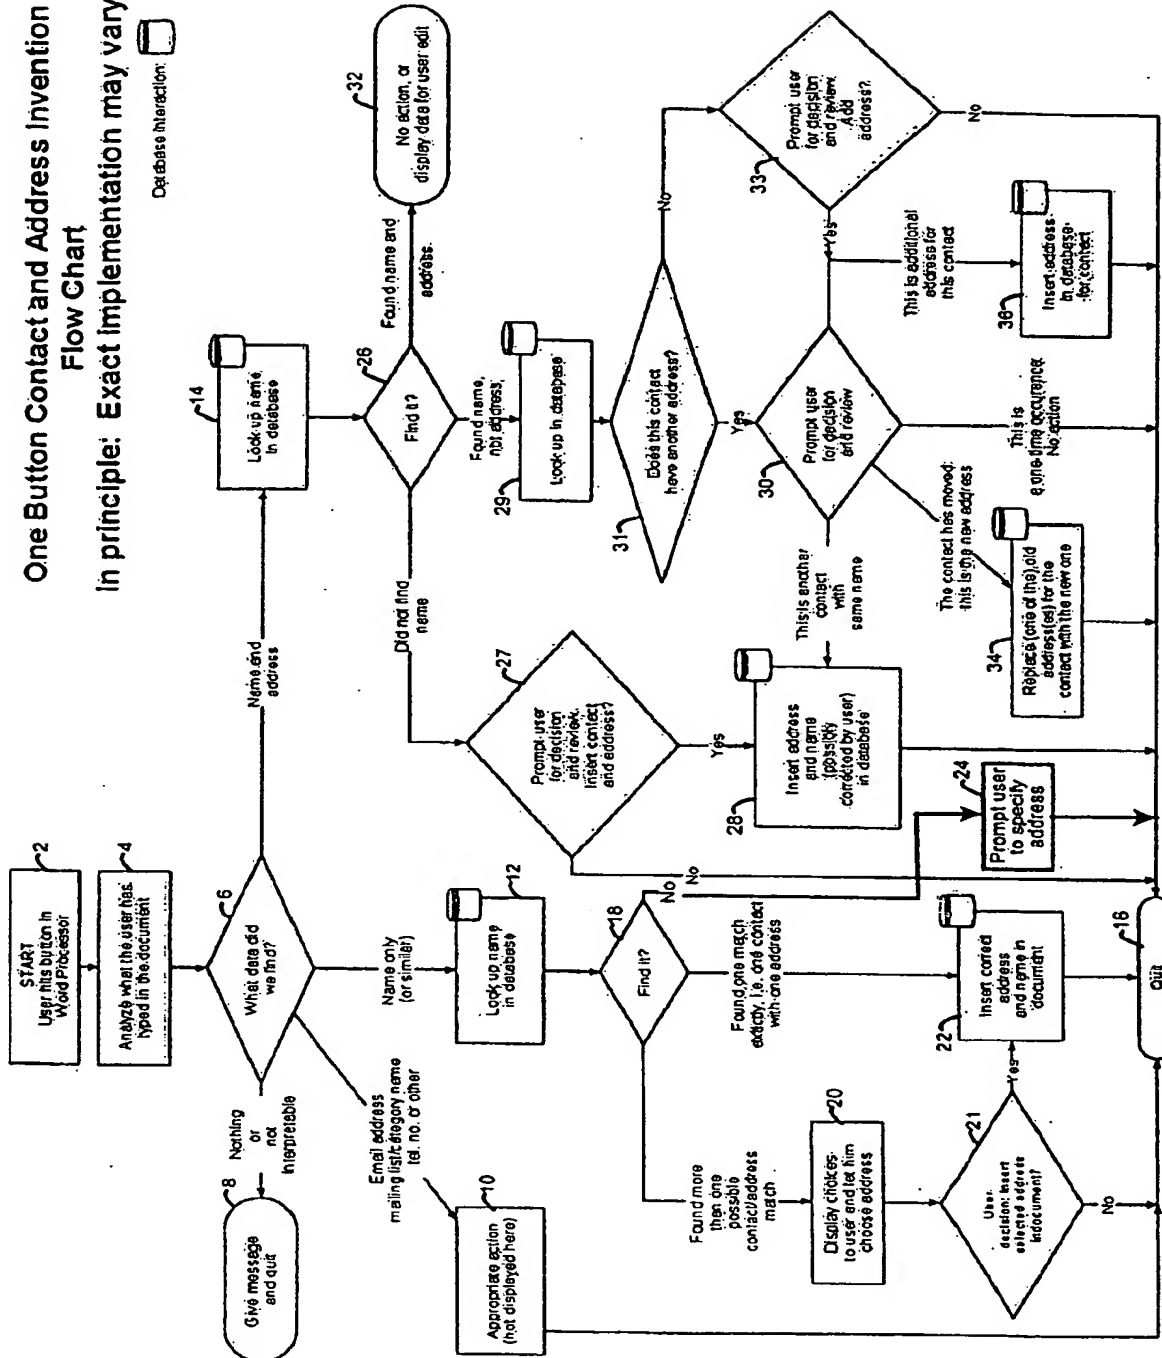 One Button Contact and Address Invention
Flow Chart
In principle: Exact implementation may vary
Database Interaction:
START
User hits button in
Word Processor
2
Analyze what the user has
typed in the document
4
What data did
we find?
6
Nothing
or
not
interpretable
Give message
and quit
8
Email address
mailing list/category name
tel. no. or other
Appropriate action
(not displayed here)
10
Name only
(or similar)
Look up name
in database
12
Name and
address
Look up name
in database
14
Find it?
18
Found more
than one
possible
contact/address
match
Display choices
to user and let him
choose address
20
User
decision: Insert
selected address
in document?
21
Yes
No
Found one match
exactly, i.e. one contact
with one address
Insert correct
address
and name in
document
22
No
Prompt user
to specify
address
24
Quit
16
Find it?
26
Found name and
address.
No action, or
display data for user edit
32
Did not find
name
Prompt user
for decision
and review.
Insert contact
and address?
27
No
Yes
Insert address
and name
(possibly
corrected by user)
in database
28
Found name,
not address,
Look up in database
29
Does this contact
have another address?
31
Yes
No
Prompt user
for decision
and review
30
Prompt user
for decision
and review.
Add
address?
33
Yes
No
This is another
contact
with
same name
The contact has moved:
this is the new address
Replace (one of the) old
address(es) for the
contact with the new one
34
This is
a one-time occurance:
No action
This is additional
address for
this contact
Insert address
in database
for contact
36